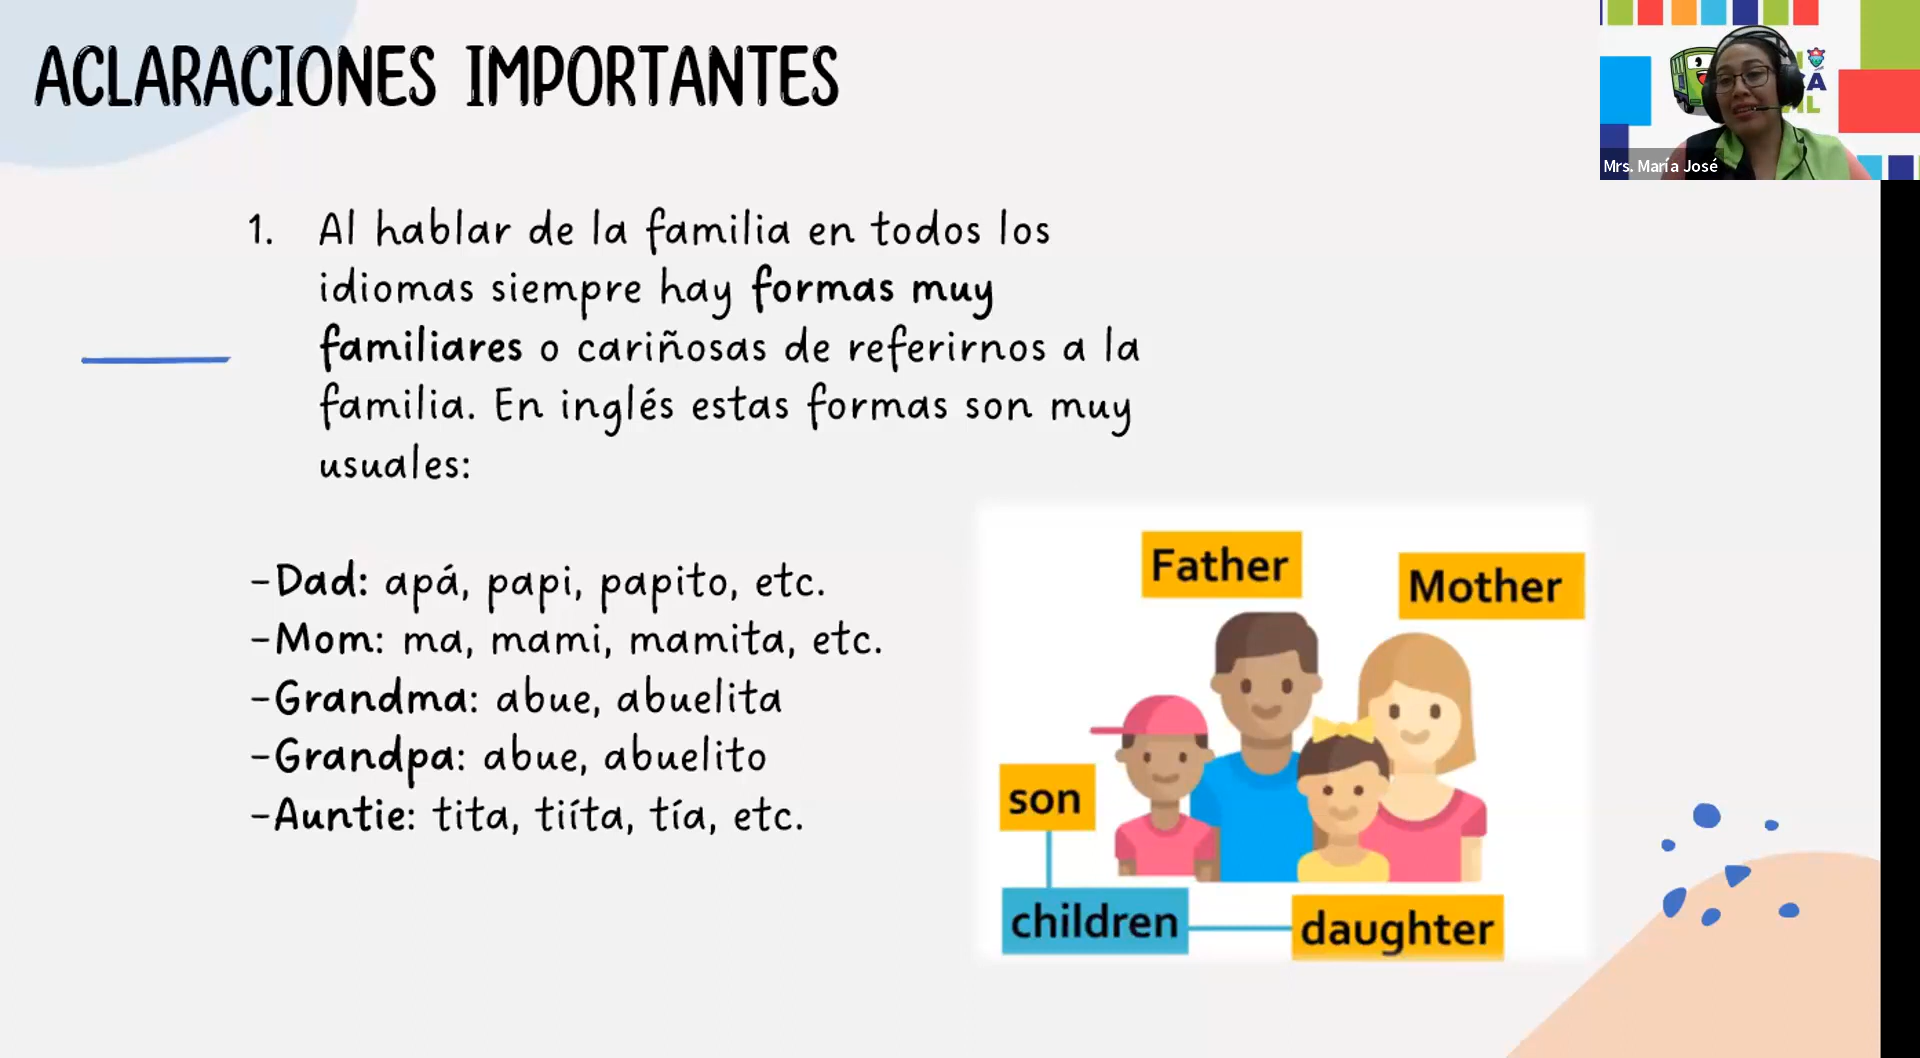 ACLARACIONES IMPORTANTES
Mrs. María José
1. Al hablar de la familia en todos los
idiomas siempre hay formas muy
familiares o cariñosas de referirnos a la
familia. En inglés estas formas son muy
usuales:
-Dad: apá, papi, papito, etc.
-Mom: ma, mami, mamita, etc.
-Grandma: abue, abuelita
-Grandpa: abue, abuelito
-Auntie: tita, tiíta, tía, etc.
Father
Mother
son
children
daughter